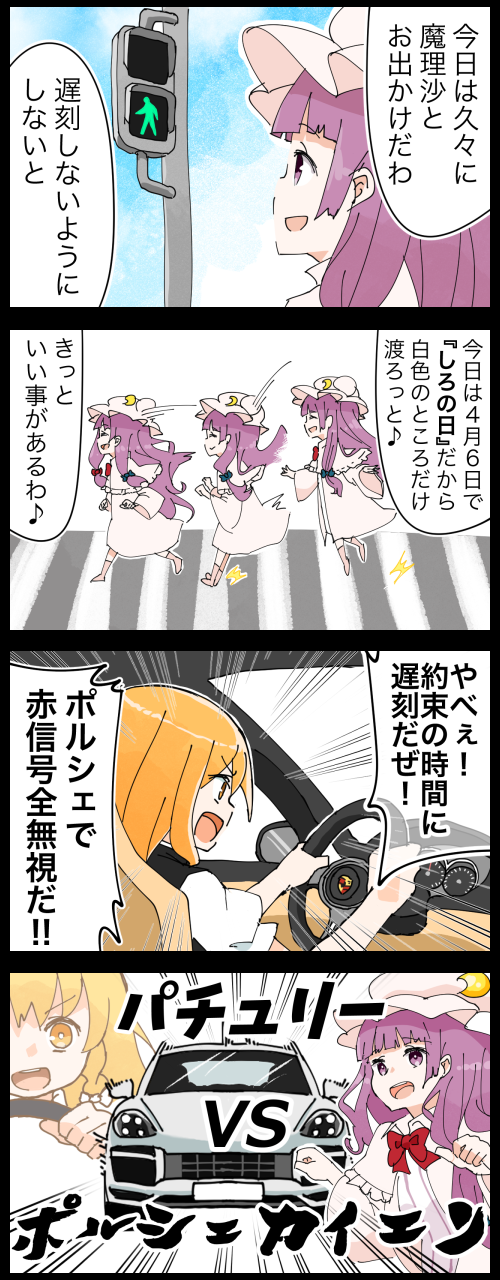 今日は久々に
魔理沙と
お出かけだわ
遅刻しないように
しないと
今日は4月6日で
『しろの日』だから
白色のところだけ
渡ろっと♪
きっと
いい事があるわ♪
やべぇ！
約束の時間に
遅刻だぜ！
ポルシェで
赤信号全無視だ!!
パチュリー
VS
ポルシェカイエン